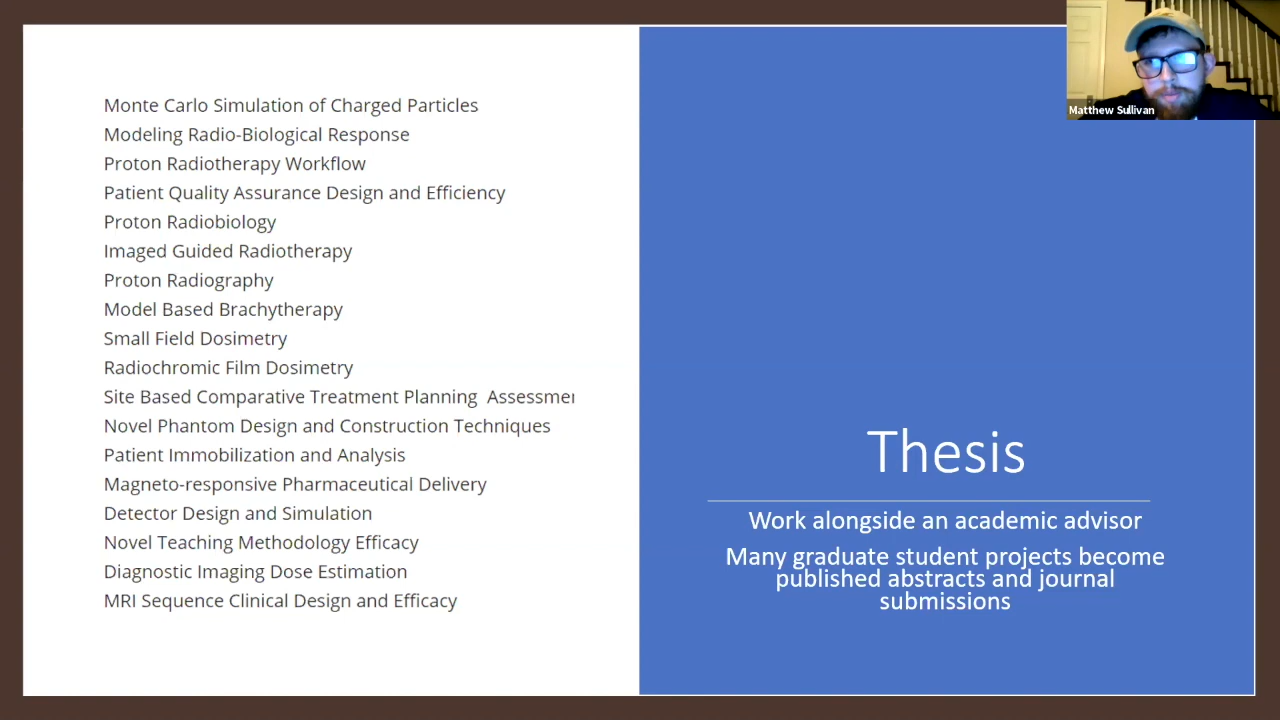 Monte Carlo Simulation of Charged Particles
Modeling Radio-Biological Response
Proton Radiotherapy Workflow
Patient Quality Assurance Design and Efficiency
Proton Radiobiology
Imaged Guided Radiotherapy
Proton Radiography
Model Based Brachytherapy
Small Field Dosimetry
Radiochromic Film Dosimetry
Site Based Comparative Treatment Planning Assessmer
Novel Phantom Design and Construction Techniques
Patient Immobilization and Analysis
Magneto-responsive Pharmaceutical Delivery
Detector Design and Simulation
Novel Teaching Methodology Efficacy
Diagnostic Imaging Dose Estimation
MRI Sequence Clinical Design and Efficacy
Thesis
Work alongside an academic advisor
Many graduate student projects become
published abstracts and journal
submissions
Matthew Sullivan